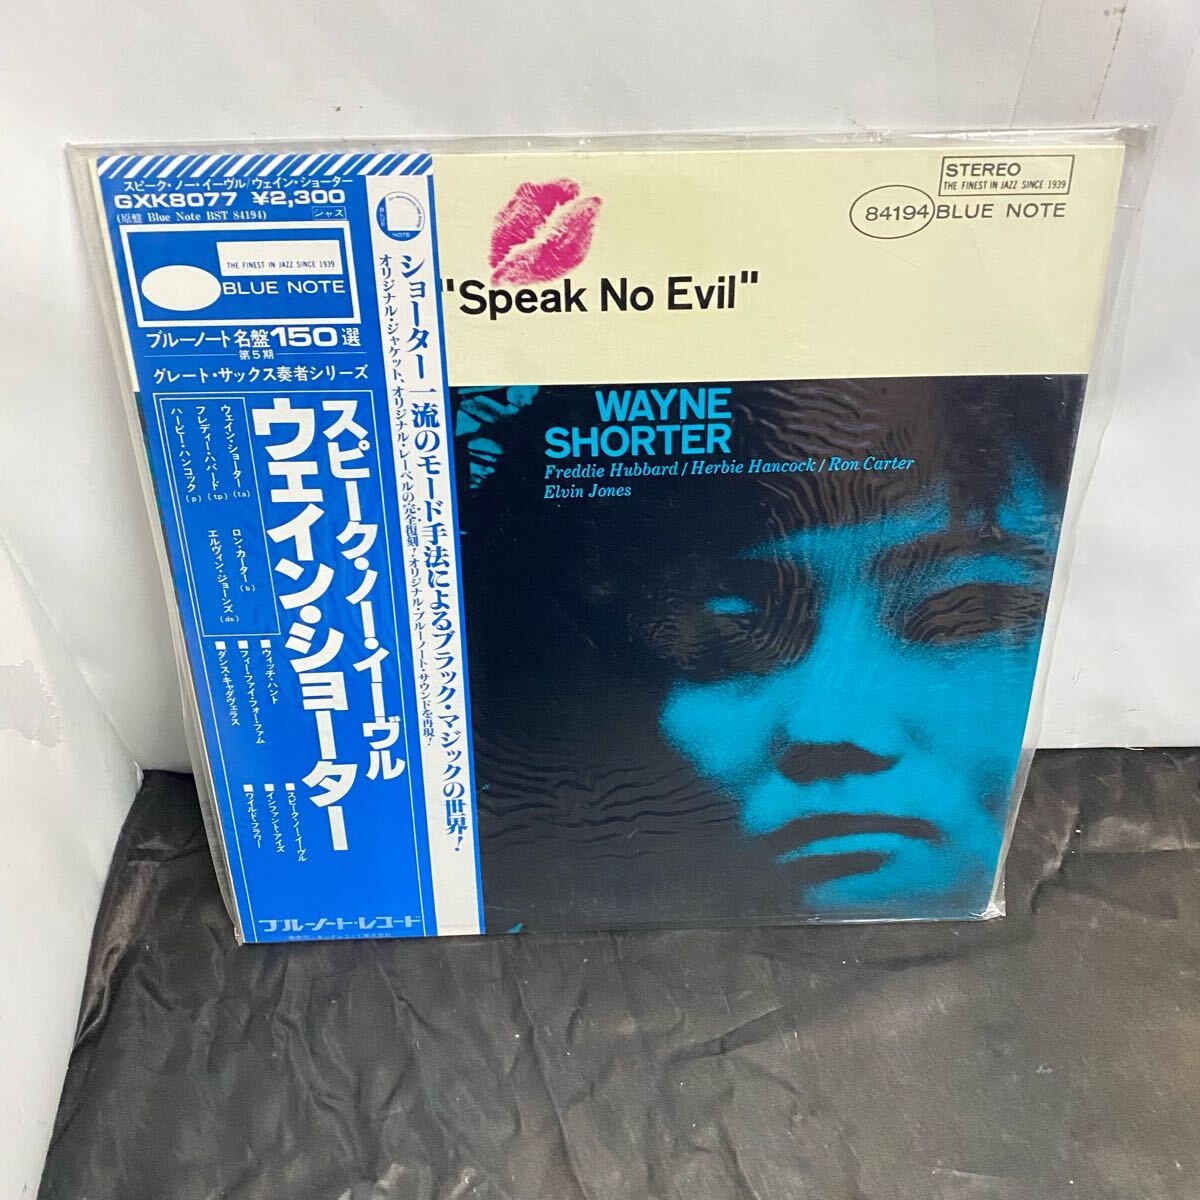 スピーク・ノー・イーヴル/ウェイン・ショーター
GXK8077 ¥2,300
(原盤 Blue Note BST 84194)
ジャズ
THE FINEST IN JAZZ SINCE 1939
BLUE NOTE
ブルーノート名盤150選
第5期
グレート・サックス奏者シリーズ
スピーク・ノー・イーヴル
ウェイン・ショーター
ウェイン・ショーター(ts)
フレディー・ハバード(tp)
ハービー・ハンコック(p)
ロン・カーター(b)
エルヴィン・ジョーンズ(ds)
■ウィッチ・ハント
■フィー・ファイ・フォー・ファム
■ダンス・キャダヴェラス
■スピーク・ノー・イーヴル
■インファント・アイズ
■ワイルド・フラワー
ブルーノート・レコード
BLUE
NOTE
ショーター一流のモード手法によるブラック・マジックの世界!
オリジナル・ジャケット、オリジナル・レーベルの完全復刻!オリジナル・ブルーノート・サウンドを再現!
STEREO
THE FINEST IN JAZZ SINCE 1939
84194 BLUE NOTE
"Speak No Evil"
WAYNE
SHORTER
Freddie Hubbard / Herbie Hancock / Ron Carter
Elvin Jones